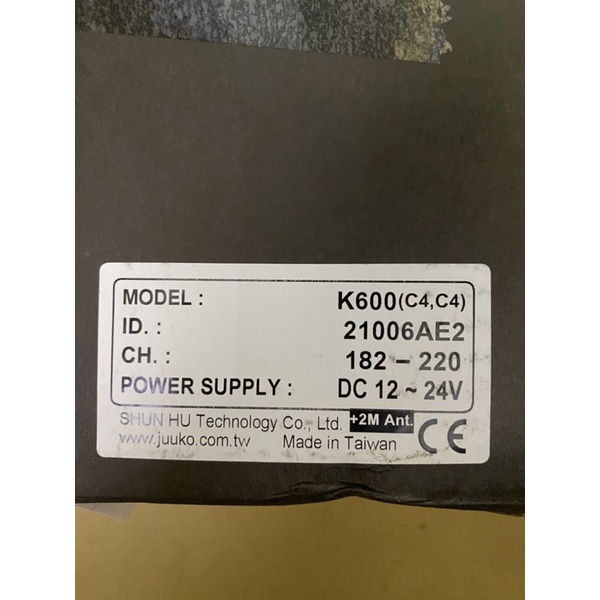 MODEL : K600(C4,C4)
ID. : 21006AE2
CH. : 182 – 220
POWER SUPPLY : DC 12 ~ 24V
SHUN HU Technology Co., Ltd. +2M Ant.
www.juuko.com.tw Made in Taiwan CE